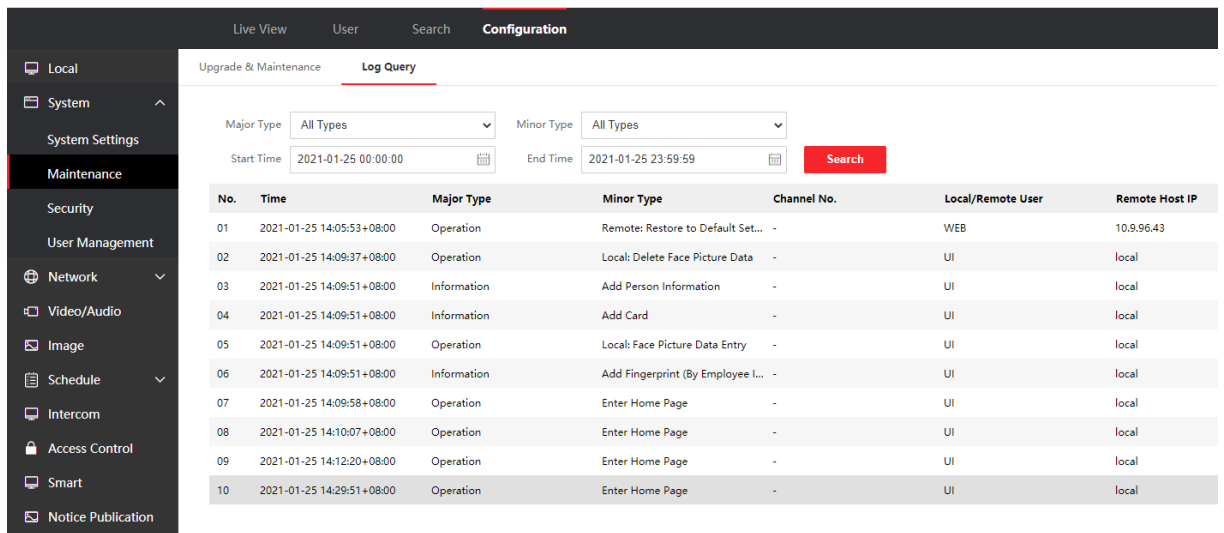 Live View User Search Configuration
Local
Upgrade & Maintenance Log Query
System
System Settings
Maintenance
Security
User Management
Network
Video/Audio
Image
Schedule
Intercom
Access Control
Smart
Notice Publication
Major Type All Types Minor Type All Types
Start Time 2021-01-25 00:00:00 End Time 2021-01-25 23:59:59 Search
No. Time Major Type Minor Type Channel No. Local/Remote User Remote Host IP
01 2021-01-25 14:05:53+08:00 Operation Remote: Restore to Default Set... - WEB 10.9.96.43
02 2021-01-25 14:09:37+08:00 Operation Local: Delete Face Picture Data - UI local
03 2021-01-25 14:09:51+08:00 Information Add Person Information - UI local
04 2021-01-25 14:09:51+08:00 Information Add Card - UI local
05 2021-01-25 14:09:51+08:00 Operation Local: Face Picture Data Entry - UI local
06 2021-01-25 14:09:51+08:00 Information Add Fingerprint (By Employee I... - UI local
07 2021-01-25 14:09:58+08:00 Operation Enter Home Page - UI local
08 2021-01-25 14:10:07+08:00 Operation Enter Home Page - UI local
09 2021-01-25 14:12:20+08:00 Operation Enter Home Page - UI local
10 2021-01-25 14:29:51+08:00 Operation Enter Home Page - UI local